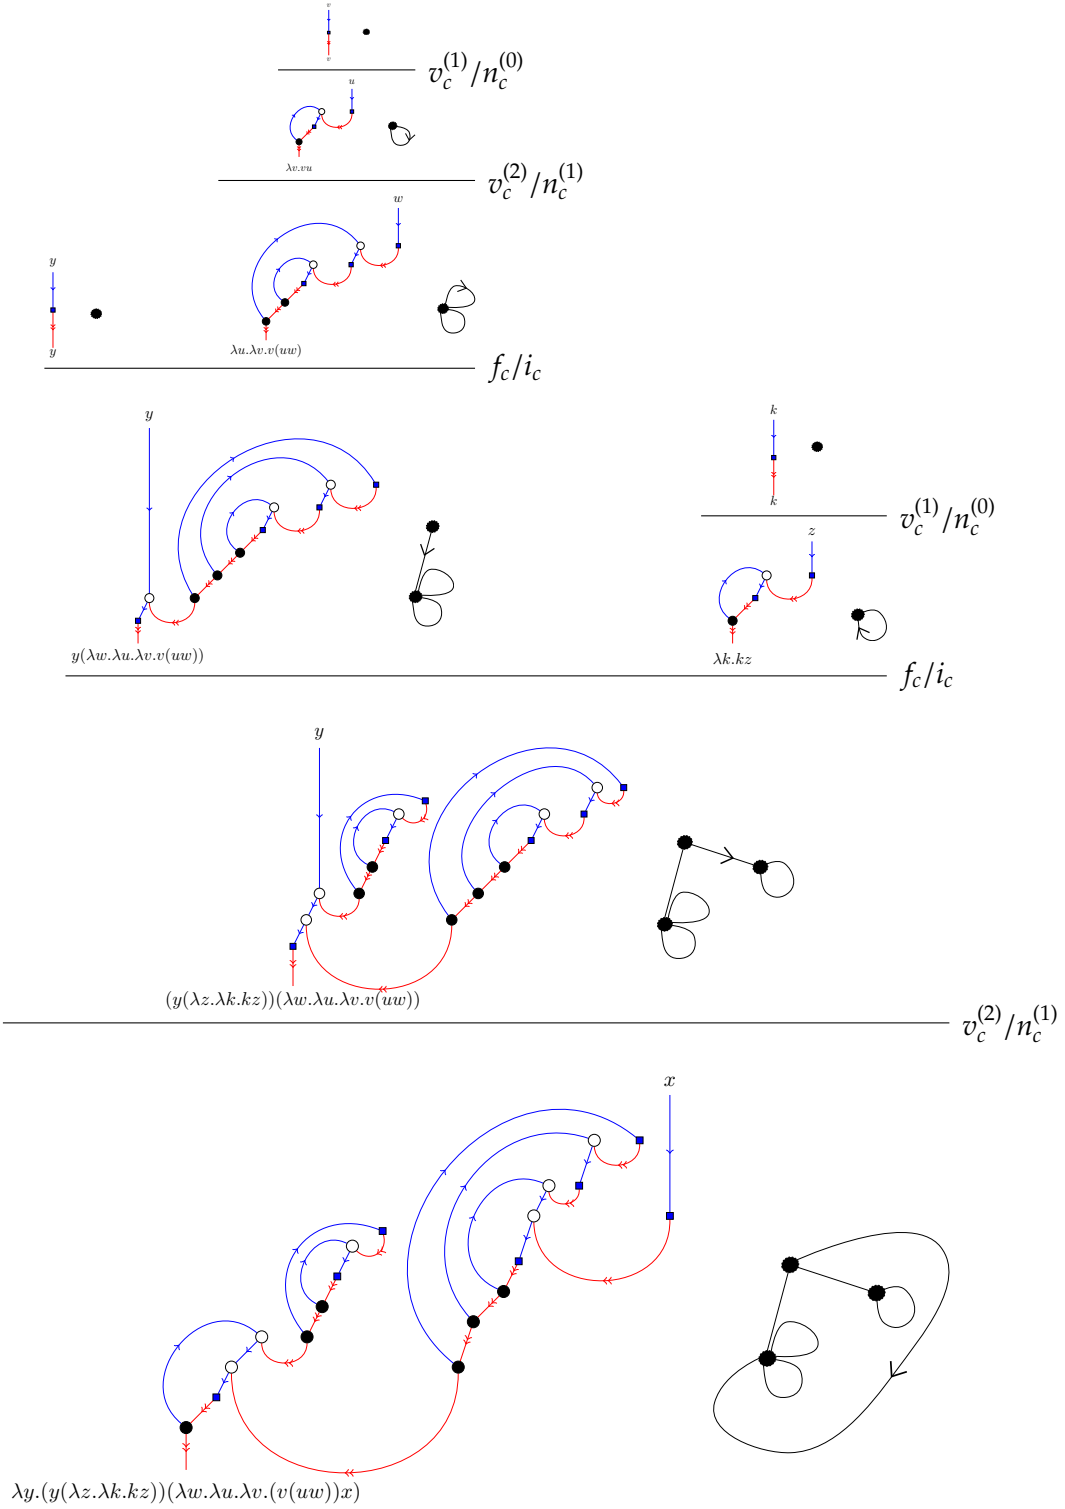 v
v
v_c^{(1)}/n_c^{(0)}
u
λv.vu
v_c^{(2)}/n_c^{(1)}
w
y
y
λu.λv.v(uw)
f_c/i_c
y
k
k
v_c^{(1)}/n_c^{(0)}
z
y(λw.λu.λv.v(uw))
λk.kz
f_c/i_c
y
(y(λz.λk.kz))(λw.λu.λv.v(uw))
v_c^{(2)}/n_c^{(1)}
x
λy.(y(λz.λk.kz))(λw.λu.λv.(v(uw))x)